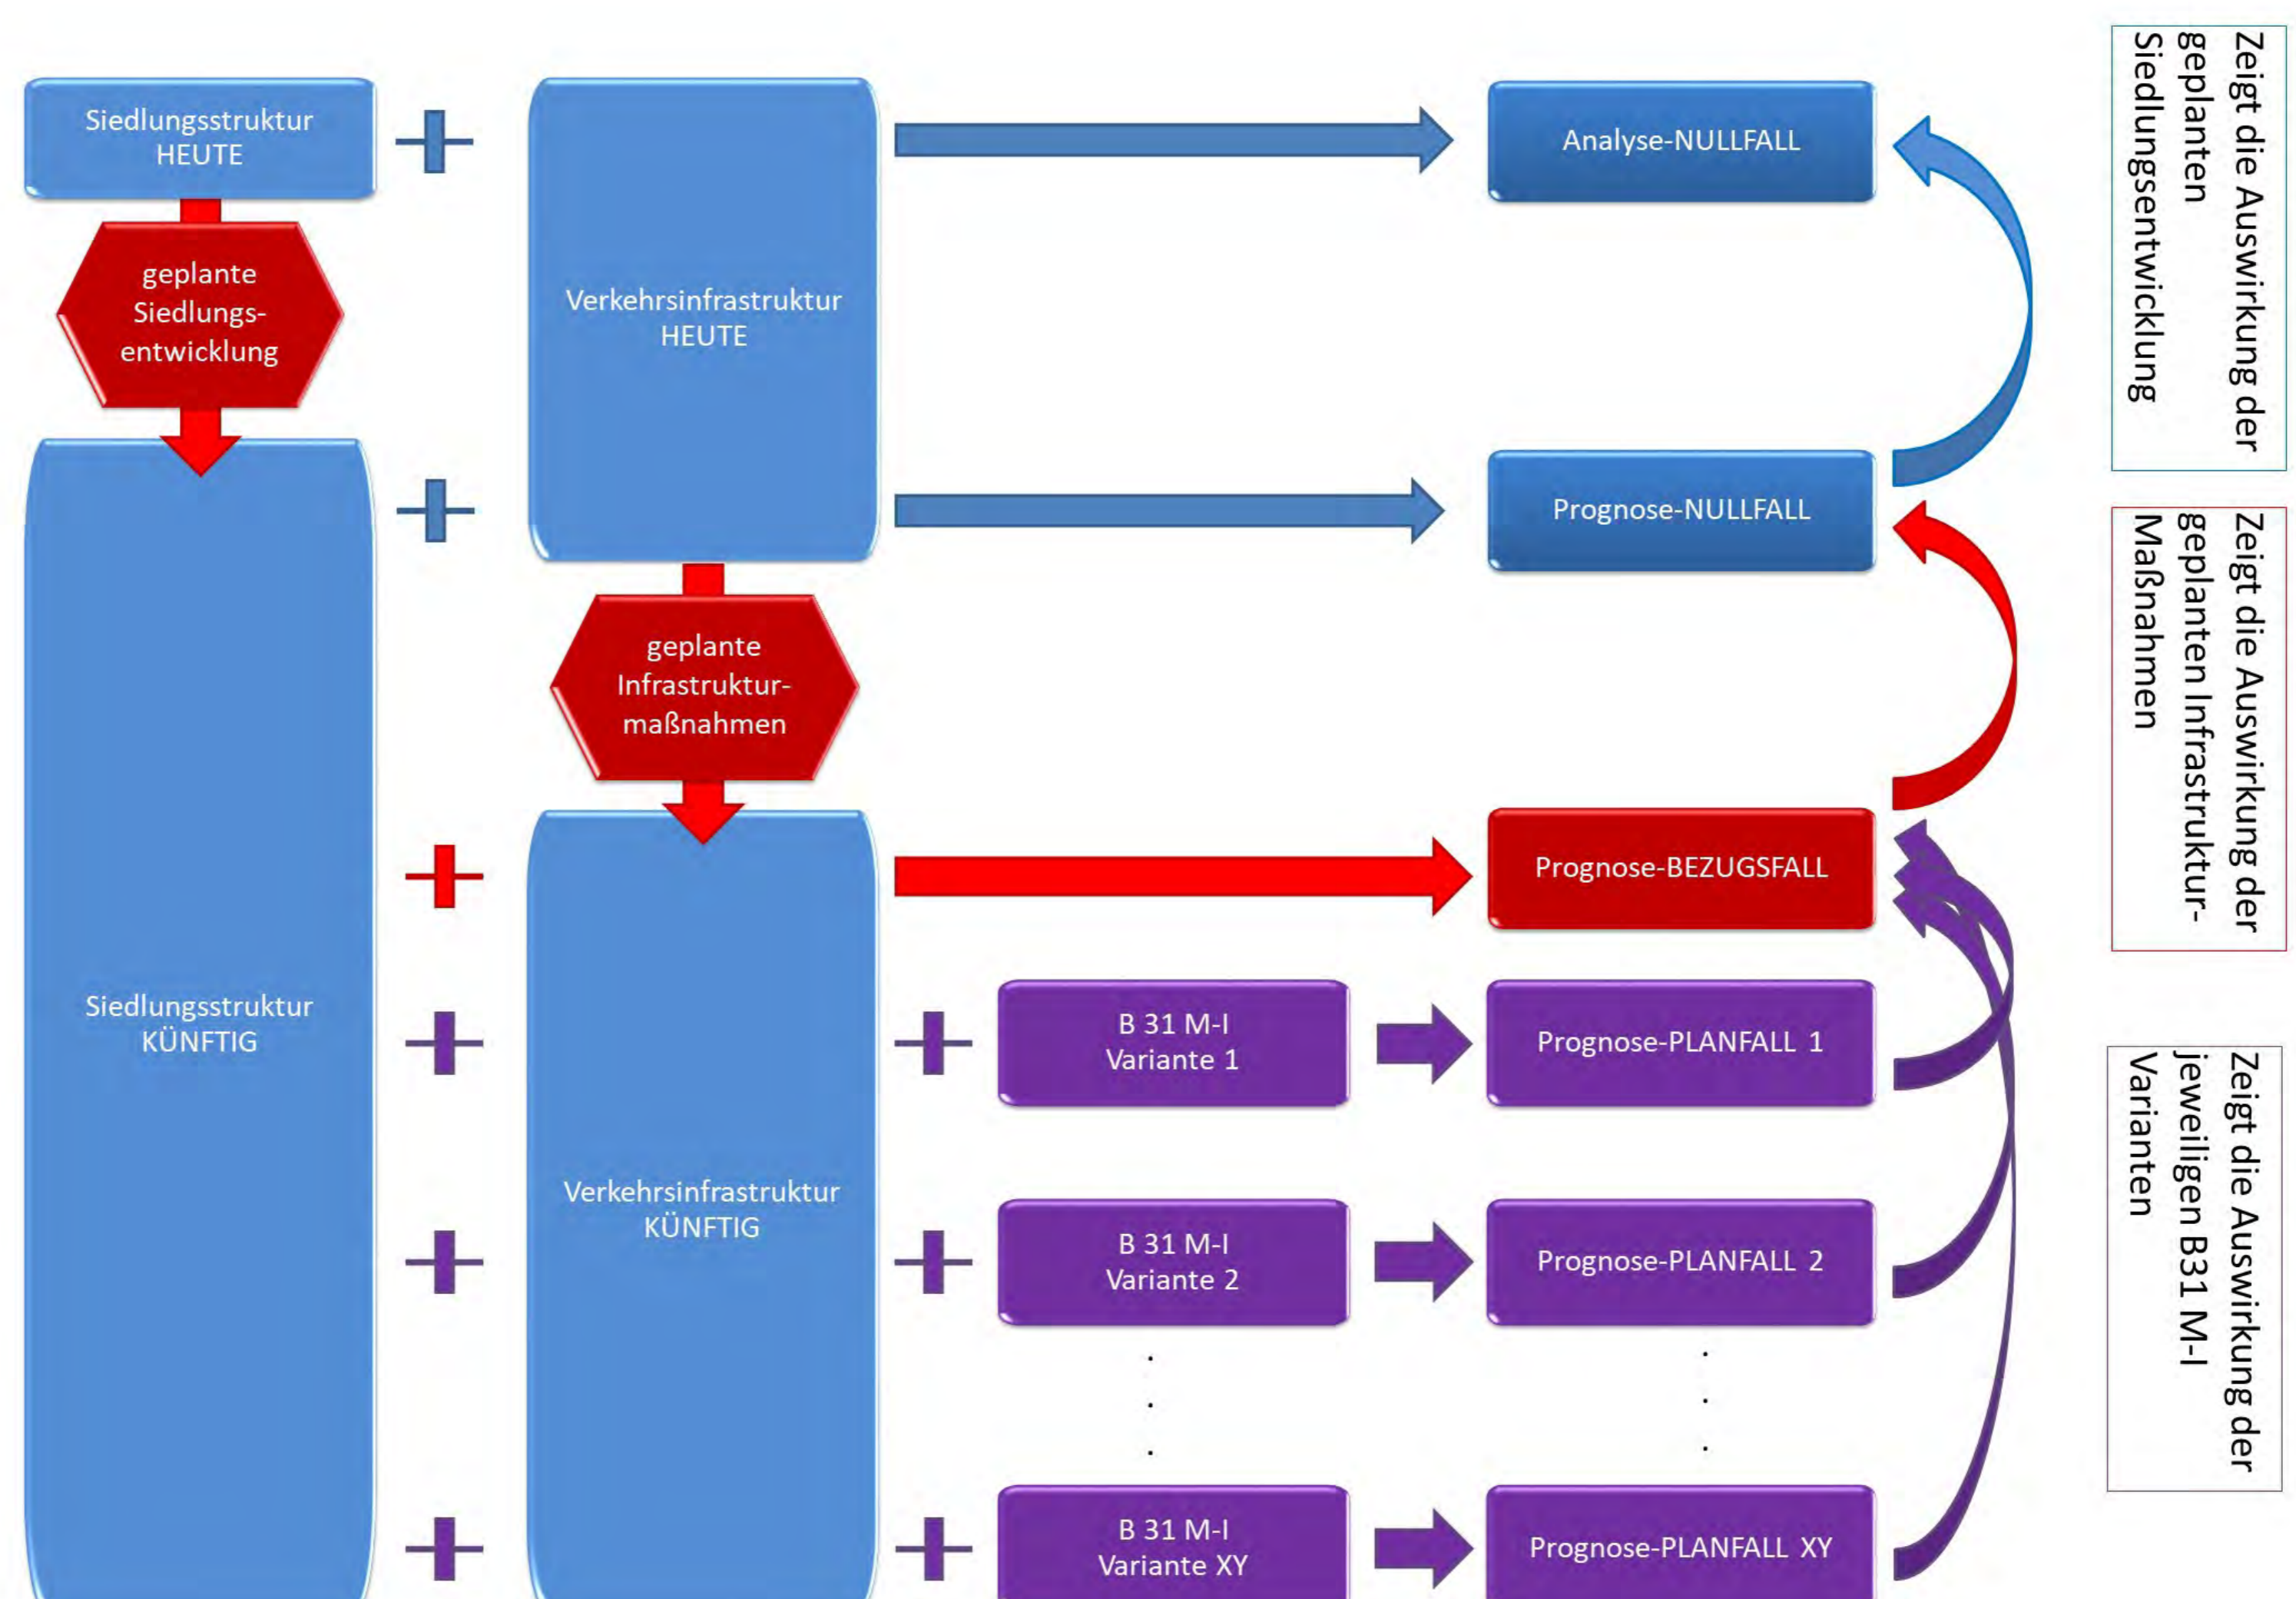 Siedlungsstruktur
HEUTE
Verkehrsinfrastruktur
HEUTE
Analyse-NULLFALL
Zeigt die Auswirkung der
geplanten
Siedlungsentwicklung
geplante
Siedlungs-
entwicklung
Prognose-NULLFALL
Zeigt die Auswirkung der
geplanten Infrastruktur-
Maßnahmen
geplante
Infrastruktur-
maßnahmen
Prognose-BEZUGSFALL
Siedlungsstruktur
KÜNFTIG
Verkehrsinfrastruktur
KÜNFTIG
B 31 M-I
Variante 1
Prognose-PLANFALL 1
Zeigt die Auswirkung der
jeweiligen B31 M-I
Varianten
B 31 M-I
Variante 2
Prognose-PLANFALL 2
B 31 M-I
Variante XY
Prognose-PLANFALL XY